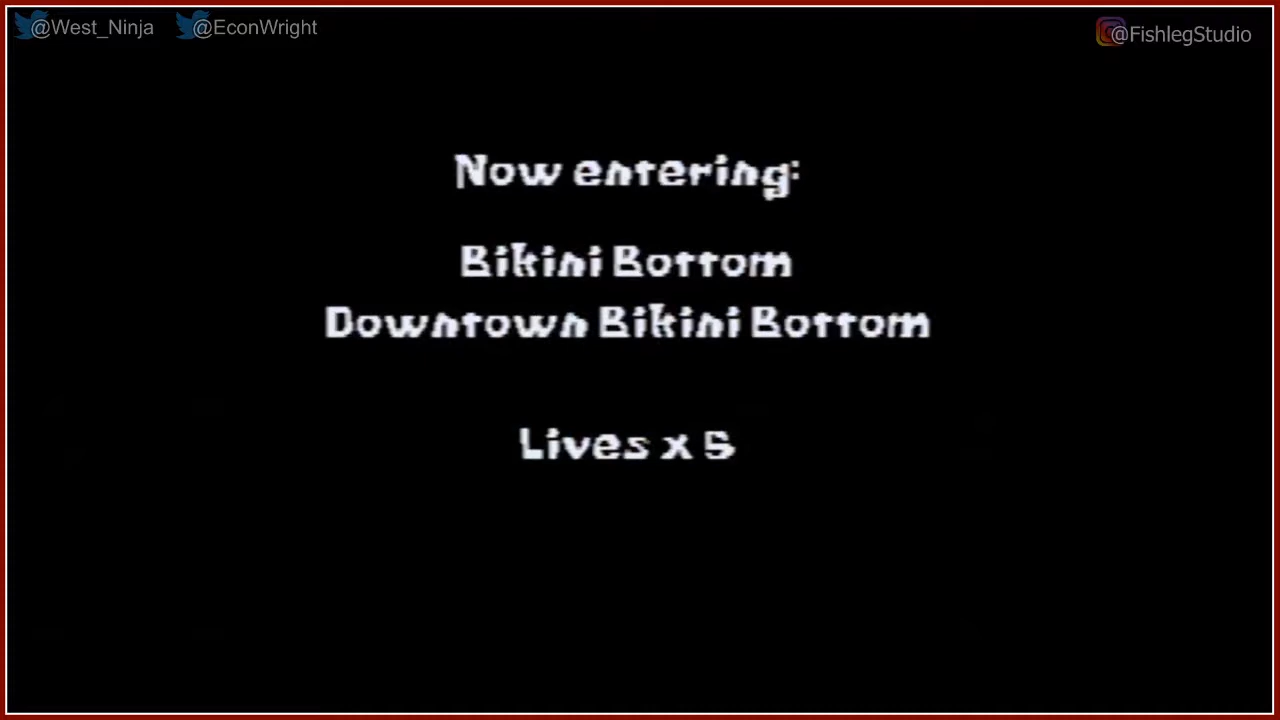 @West_Ninja @EconWright @FishlegStudio
Now entering:
Bikini Bottom
Downtown Bikini Bottom
Lives x 5